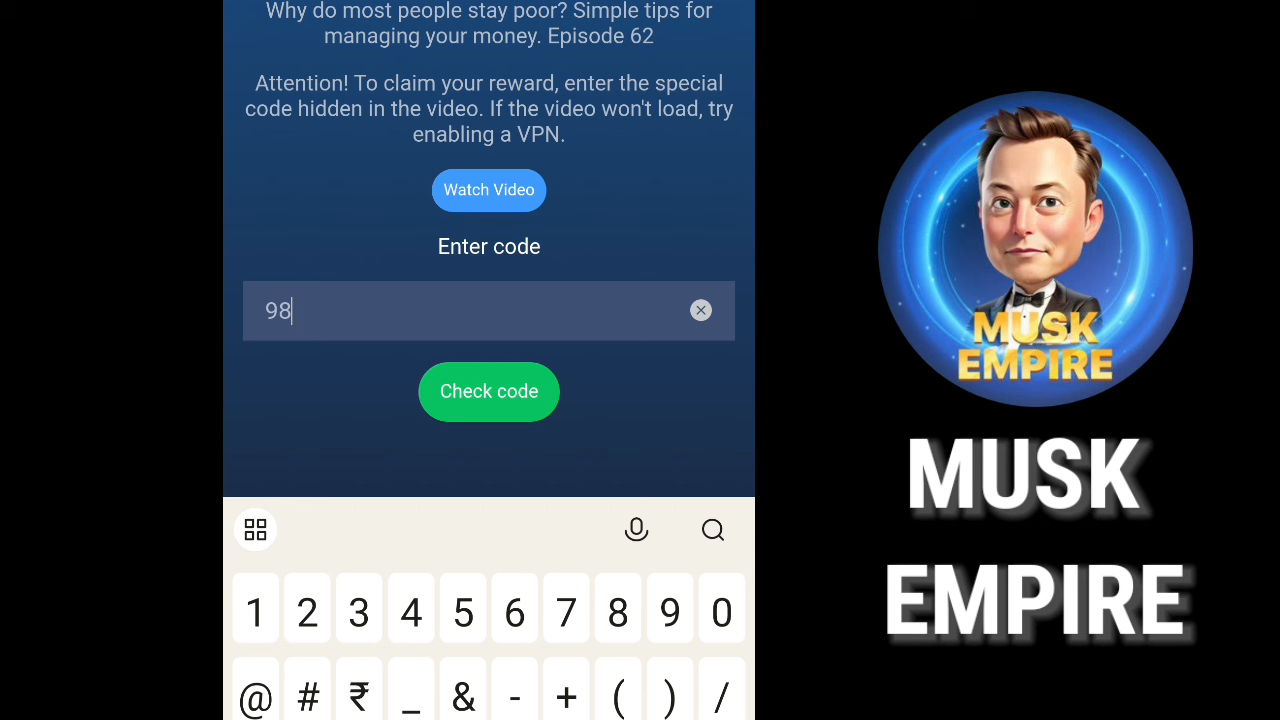 Why do most people stay poor? Simple tips for
managing your money. Episode 62
Attention! To claim your reward, enter the special
code hidden in the video. If the video won't load, try
enabling a VPN.
Watch Video
Enter code
98
Check code
1 2 3 4 5 6 7 8 9 0
@ # ₹ _ & - + ( ) /
MUSK
EMPIRE
MUSK
EMPIRE